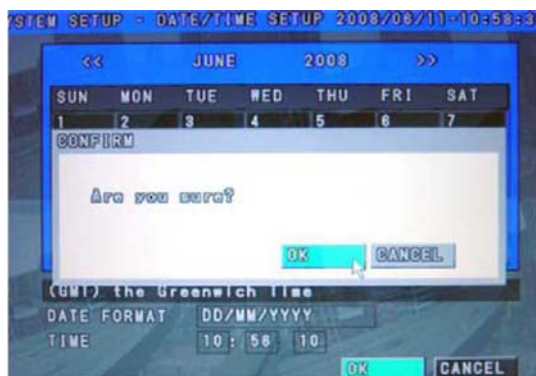 YSTEM SETUP - DATE/TIME SETUP 2008/06/11-10:58:3
<< JUNE 2008 >>
SUN MON TUE WED THU FRI SAT
1 2 3 4 5 6 7
CONFIRM
Are you sure?
OK CANCEL
(GMT) the Greenwich Time
DATE FORMAT DD/MM/YYYY
TIME 10: 58 10
OK CANCEL